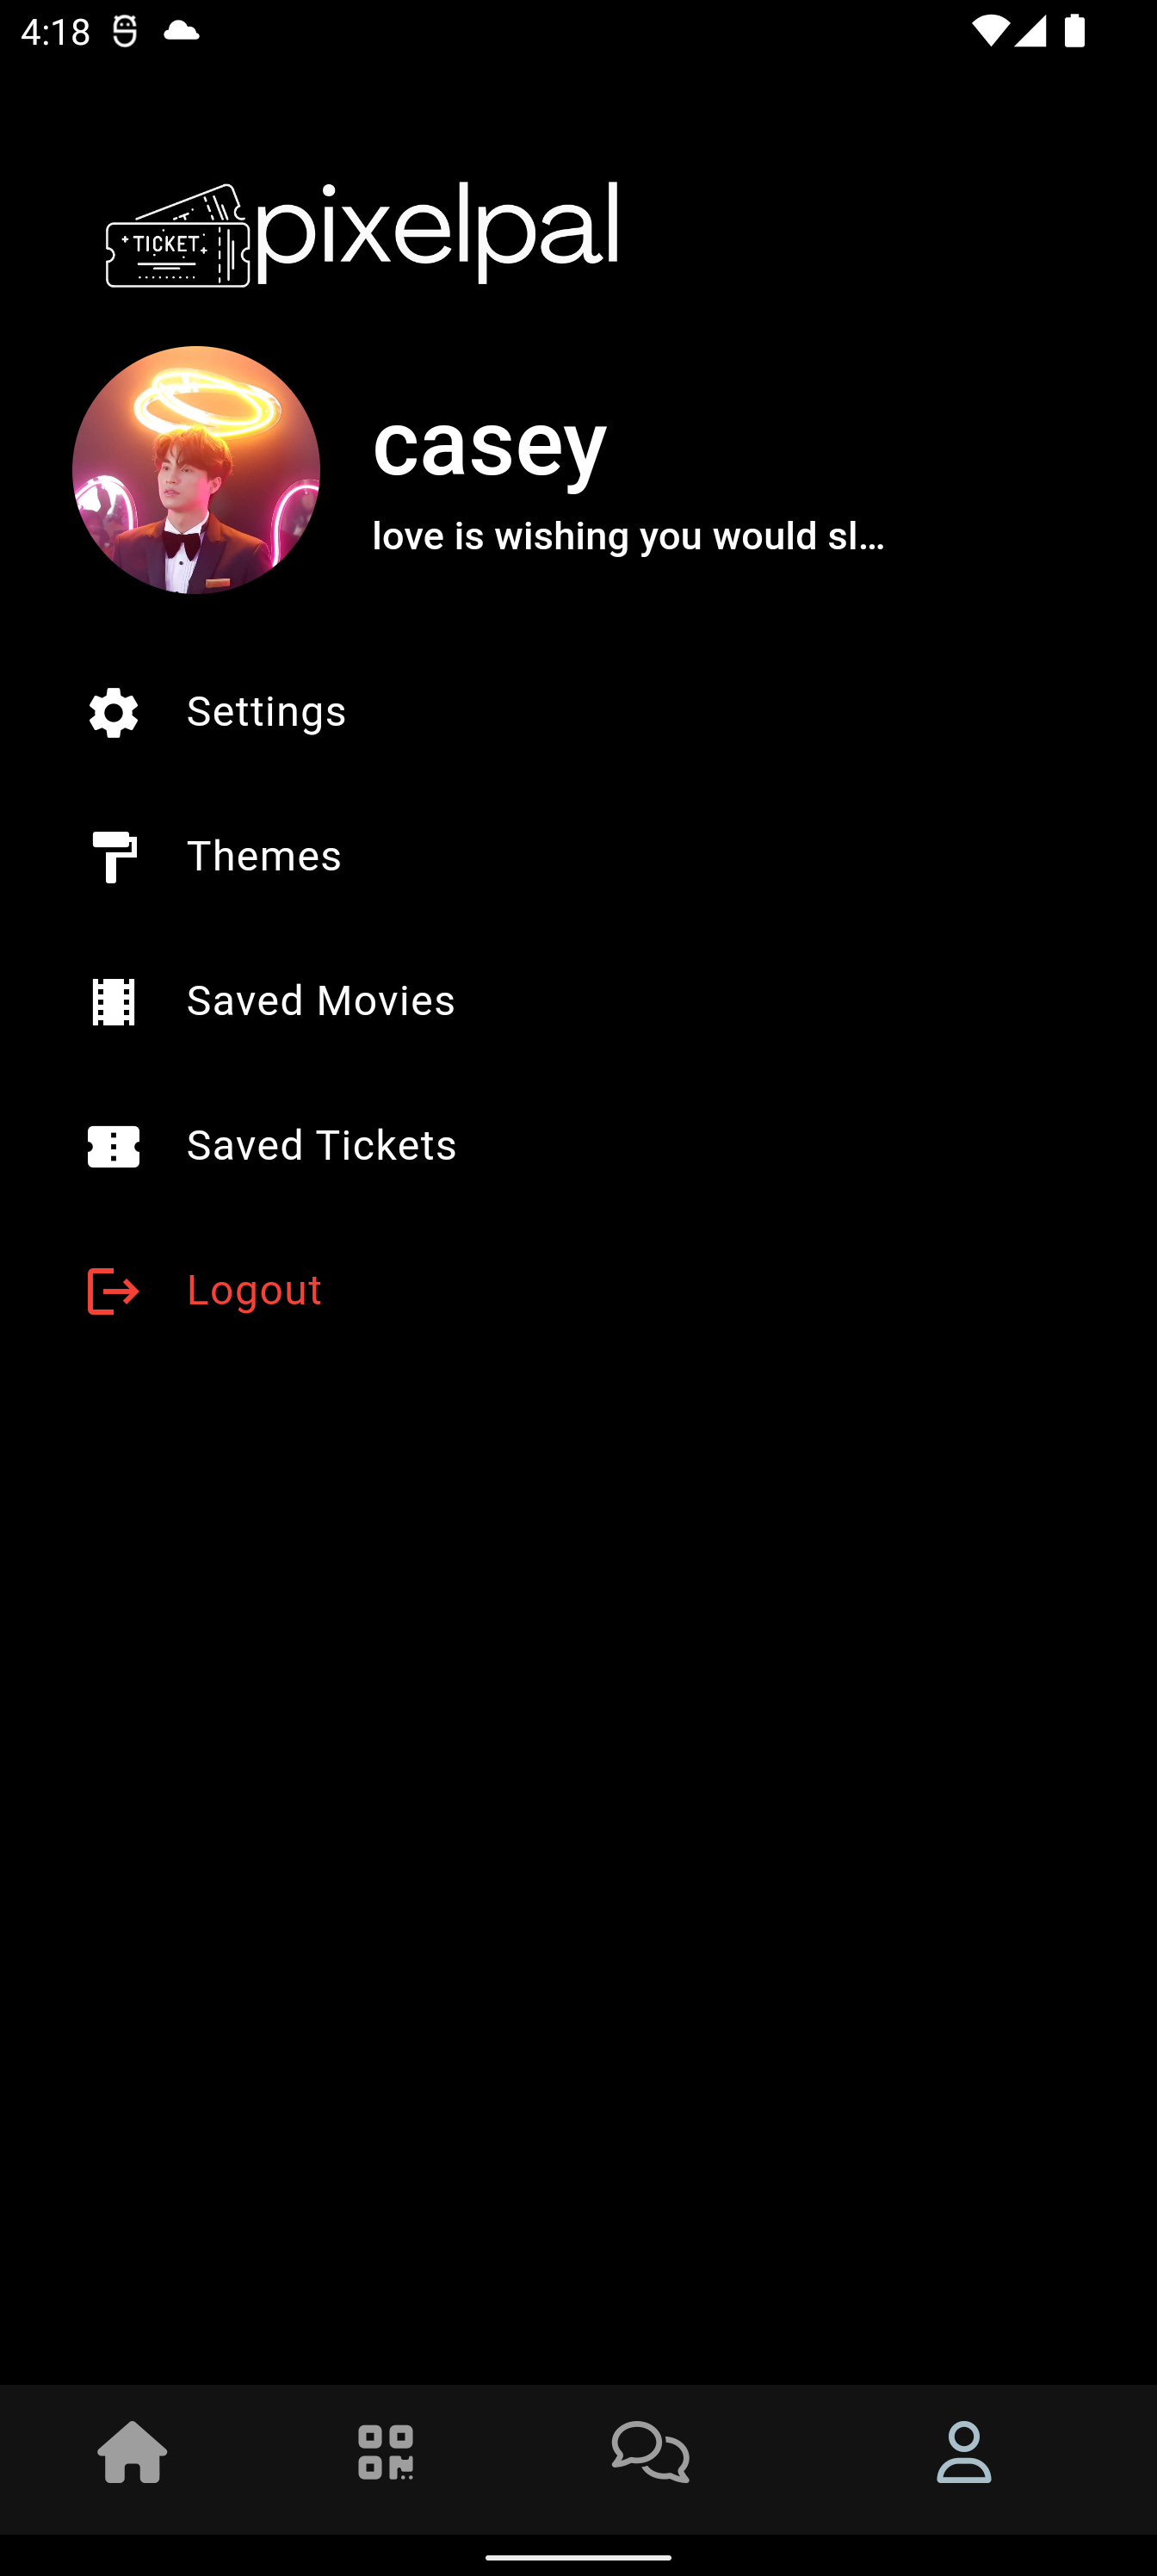 4:18
TICKET
pixelpal
casey
love is wishing you would sl...
Settings
Themes
Saved Movies
Saved Tickets
Logout